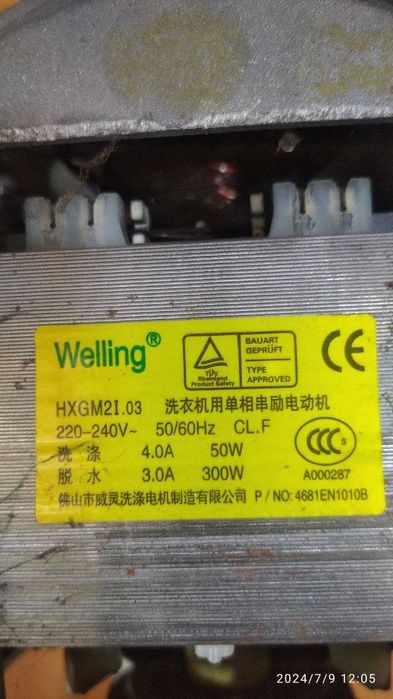 Welling®
TÜV
Rheinland
Product Safety
BAUART
GEPRÜFT
TYPE
APPROVED
CE
HXGM2I.03 洗衣机用单相串励电动机
220-240V~ 50/60Hz CL.F
洗 涤 4.0A 50W
脱 水 3.0A 300W
CCC S
A000287
佛山市威灵洗涤电机制造有限公司 P/NO: 4681EN1010B
2024/7/9 12:05